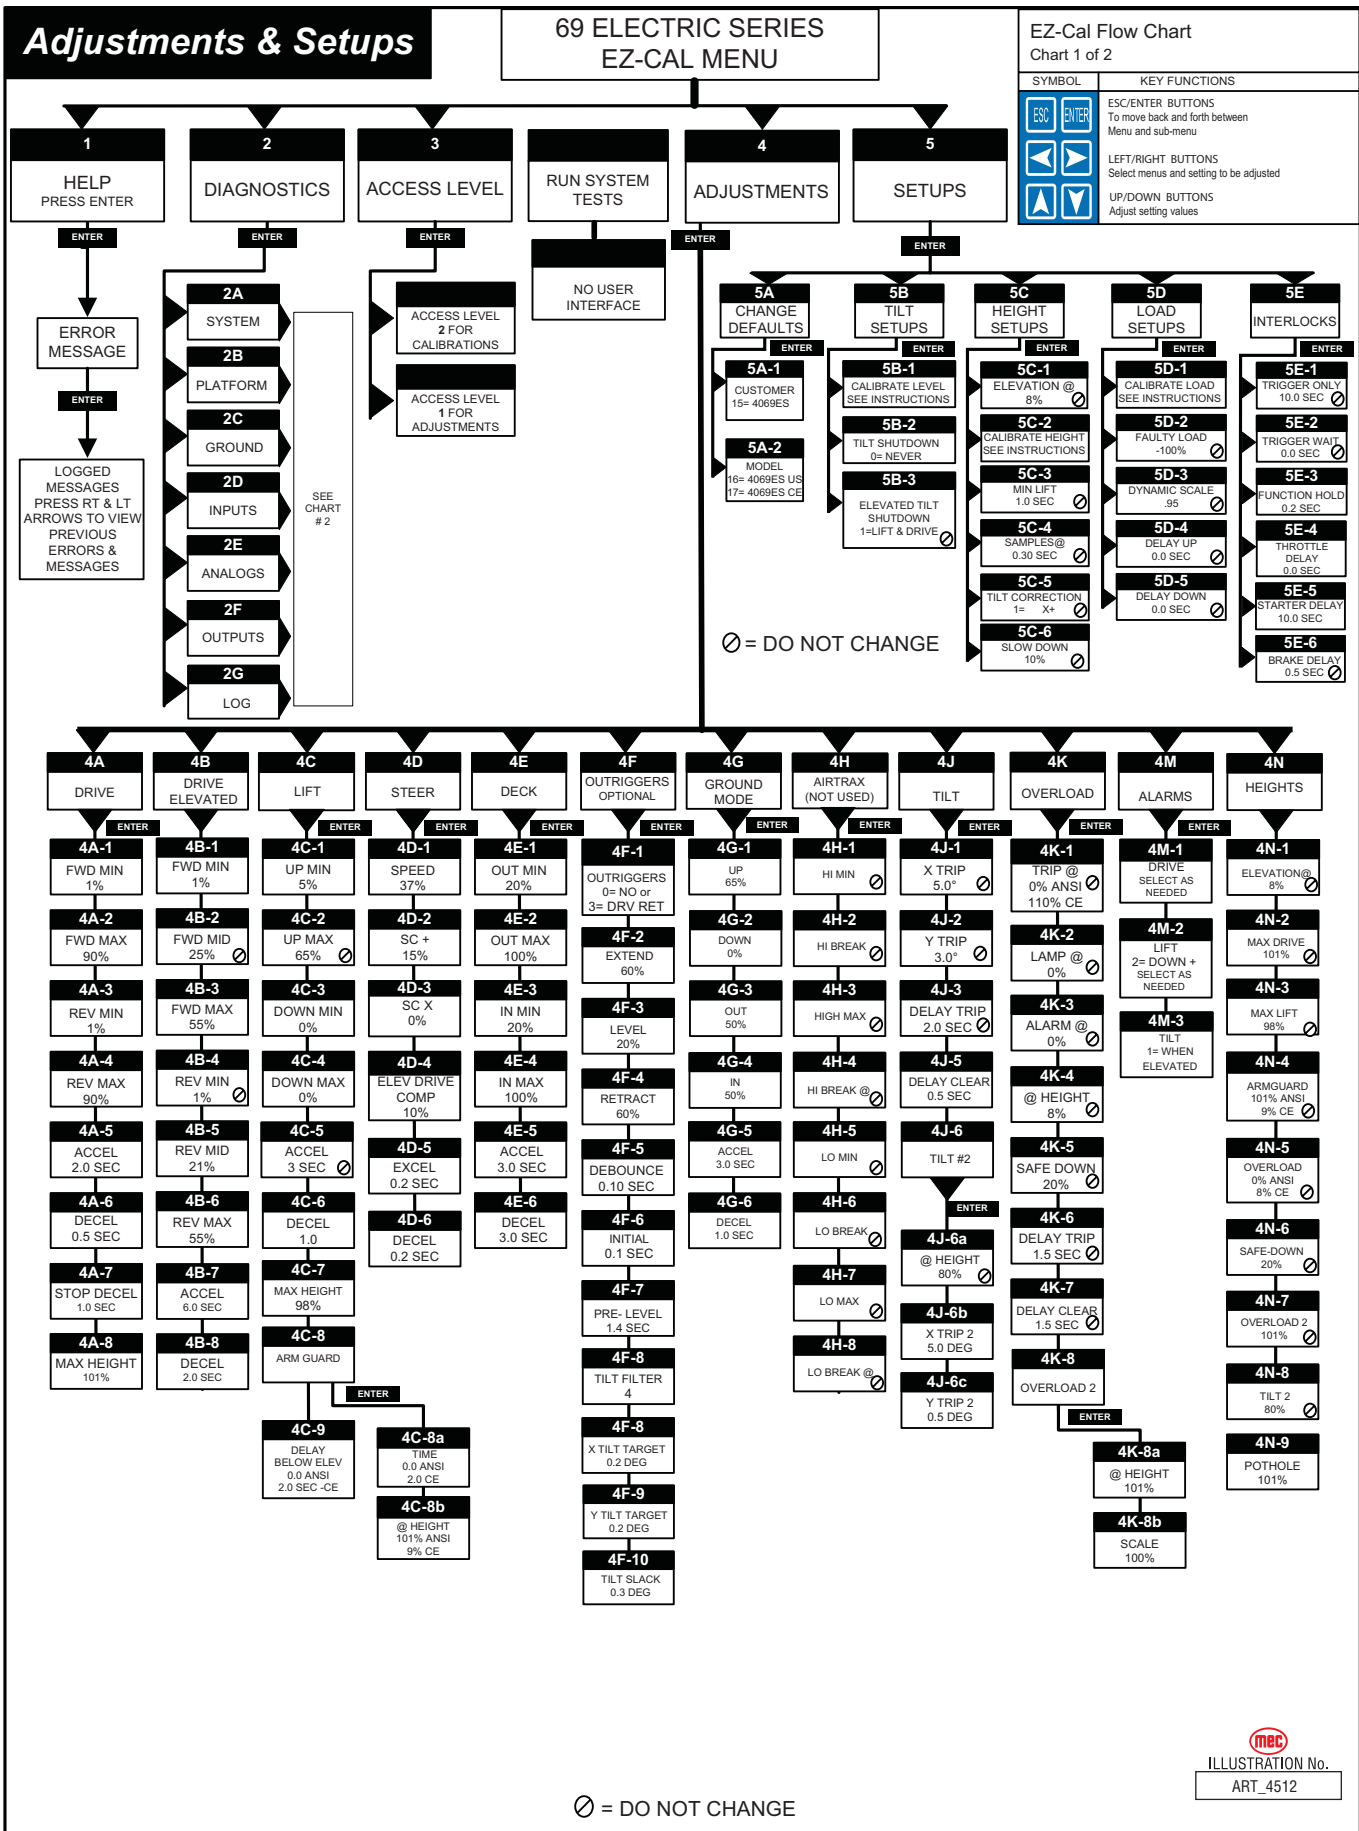 Adjustments & Setups
69 ELECTRIC SERIES
EZ-CAL MENU
EZ-Cal Flow Chart
Chart 1 of 2
SYMBOL
KEY FUNCTIONS
ESC
ENTER
ESC/ENTER BUTTONS
To move back and forth between
Menu and sub-menu
LEFT/RIGHT BUTTONS
Select menus and setting to be adjusted
UP/DOWN BUTTONS
Adjust setting values
1
HELP
PRESS ENTER
ENTER
ERROR
MESSAGE
ENTER
LOGGED
MESSAGES
PRESS RT & LT
ARROWS TO VIEW
PREVIOUS
ERRORS &
MESSAGES
2
DIAGNOSTICS
ENTER
2A
SYSTEM
2B
PLATFORM
2C
GROUND
2D
INPUTS
2E
ANALOGS
2F
OUTPUTS
2G
LOG
SEE
CHART
# 2
3
ACCESS LEVEL
ENTER
ACCESS LEVEL
2 FOR
CALIBRATIONS
ACCESS LEVEL
1 FOR
ADJUSTMENTS
RUN SYSTEM
TESTS
NO USER
INTERFACE
4
ADJUSTMENTS
ENTER
5
SETUPS
ENTER
5A
CHANGE
DEFAULTS
ENTER
5A-1
CUSTOMER
15= 4069ES
5A-2
MODEL
16= 4069ES US
17= 4069ES CE
5B
TILT
SETUPS
ENTER
5B-1
CALIBRATE LEVEL
SEE INSTRUCTIONS
5B-2
TILT SHUTDOWN
0= NEVER
5B-3
ELEVATED TILT
SHUTDOWN
1=LIFT & DRIVE
5C
HEIGHT
SETUPS
ENTER
5C-1
ELEVATION @
8%
5C-2
CALIBRATE HEIGHT
SEE INSTRUCTIONS
5C-3
MIN LIFT
1.0 SEC
5C-4
SAMPLES@
0.30 SEC
5C-5
TILT CORRECTION
1= X+
5C-6
SLOW DOWN
10%
5D
LOAD
SETUPS
ENTER
5D-1
CALIBRATE LOAD
SEE INSTRUCTIONS
5D-2
FAULTY LOAD
-100%
5D-3
DYNAMIC SCALE
.95
5D-4
DELAY UP
0.0 SEC
5D-5
DELAY DOWN
0.0 SEC
5E
INTERLOCKS
ENTER
5E-1
TRIGGER ONLY
10.0 SEC
5E-2
TRIGGER WAIT
0.0 SEC
5E-3
FUNCTION HOLD
0.2 SEC
5E-4
THROTTLE
DELAY
0.0 SEC
5E-5
STARTER DELAY
10.0 SEC
5E-6
BRAKE DELAY
0.5 SEC
= DO NOT CHANGE
4A
DRIVE
ENTER
4A-1
FWD MIN
1%
4A-2
FWD MAX
90%
4A-3
REV MIN
1%
4A-4
REV MAX
90%
4A-5
ACCEL
2.0 SEC
4A-6
DECEL
0.5 SEC
4A-7
STOP DECEL
1.0 SEC
4A-8
MAX HEIGHT
101%
4B
DRIVE
ELEVATED
ENTER
4B-1
FWD MIN
1%
4B-2
FWD MID
25%
4B-3
FWD MAX
55%
4B-4
REV MIN
1%
4B-5
REV MID
21%
4B-6
REV MAX
55%
4B-7
ACCEL
6.0 SEC
4B-8
DECEL
2.0 SEC
4C
LIFT
ENTER
4C-1
UP MIN
5%
4C-2
UP MAX
65%
4C-3
DOWN MIN
0%
4C-4
DOWN MAX
0%
4C-5
ACCEL
3 SEC
4C-6
DECEL
1.0
4C-7
MAX HEIGHT
98%
4C-8
ARM GUARD
ENTER
4C-9
DELAY
BELOW ELEV
0.0 ANSI
2.0 SEC -CE
4C-8a
TIME
0.0 ANSI
2.0 CE
4C-8b
@ HEIGHT
101% ANSI
9% CE
4D
STEER
ENTER
4D-1
SPEED
37%
4D-2
SC +
15%
4D-3
SC X
0%
4D-4
ELEV DRIVE
COMP
10%
4D-5
EXCEL
0.2 SEC
4D-6
DECEL
0.2 SEC
4E
DECK
ENTER
4E-1
OUT MIN
20%
4E-2
OUT MAX
100%
4E-3
IN MIN
20%
4E-4
IN MAX
100%
4E-5
ACCEL
3.0 SEC
4E-6
DECEL
3.0 SEC
4F
OUTRIGGERS
OPTIONAL
ENTER
4F-1
OUTRIGGERS
0= NO or
3= DRV RET
4F-2
EXTEND
60%
4F-3
LEVEL
20%
4F-4
RETRACT
60%
4F-5
DEBOUNCE
0.10 SEC
4F-6
INITIAL
0.1 SEC
4F-7
PRE- LEVEL
1.4 SEC
4F-8
TILT FILTER
4
4F-8
X TILT TARGET
0.2 DEG
4F-9
Y TILT TARGET
0.2 DEG
4F-10
TILT SLACK
0.3 DEG
4G
GROUND
MODE
ENTER
4G-1
UP
65%
4G-2
DOWN
0%
4G-3
OUT
50%
4G-4
IN
50%
4G-5
ACCEL
3.0 SEC
4G-6
DECEL
1.0 SEC
4H
AIRTRAX
(NOT USED)
ENTER
4H-1
HI MIN
4H-2
HI BREAK
4H-3
HIGH MAX
4H-4
HI BREAK @
4H-5
LO MIN
4H-6
LO BREAK
4H-7
LO MAX
4H-8
LO BREAK @
4J
TILT
ENTER
4J-1
X TRIP
5.0°
4J-2
Y TRIP
3.0°
4J-3
DELAY TRIP
2.0 SEC
4J-5
DELAY CLEAR
0.5 SEC
4J-6
TILT #2
ENTER
4J-6a
@ HEIGHT
80%
4J-6b
X TRIP 2
5.0 DEG
4J-6c
Y TRIP 2
0.5 DEG
4K
OVERLOAD
ENTER
4K-1
TRIP @
0% ANSI
110% CE
4K-2
LAMP @
0%
4K-3
ALARM @
0%
4K-4
@ HEIGHT
8%
4K-5
SAFE DOWN
20%
4K-6
DELAY TRIP
1.5 SEC
4K-7
DELAY CLEAR
1.5 SEC
4K-8
OVERLOAD 2
ENTER
4K-8a
@ HEIGHT
101%
4K-8b
SCALE
100%
4M
ALARMS
ENTER
4M-1
DRIVE
SELECT AS
NEEDED
4M-2
LIFT
2= DOWN +
SELECT AS
NEEDED
4M-3
TILT
1= WHEN
ELEVATED
4N
HEIGHTS
ENTER
4N-1
ELEVATION@
8%
4N-2
MAX DRIVE
101%
4N-3
MAX LIFT
98%
4N-4
ARMGUARD
101% ANSI
9% CE
4N-5
OVERLOAD
0% ANSI
8% CE
4N-6
SAFE-DOWN
20%
4N-7
OVERLOAD 2
101%
4N-8
TILT 2
80%
4N-9
POTHOLE
101%
mec
ILLUSTRATION No.
ART_4512
= DO NOT CHANGE